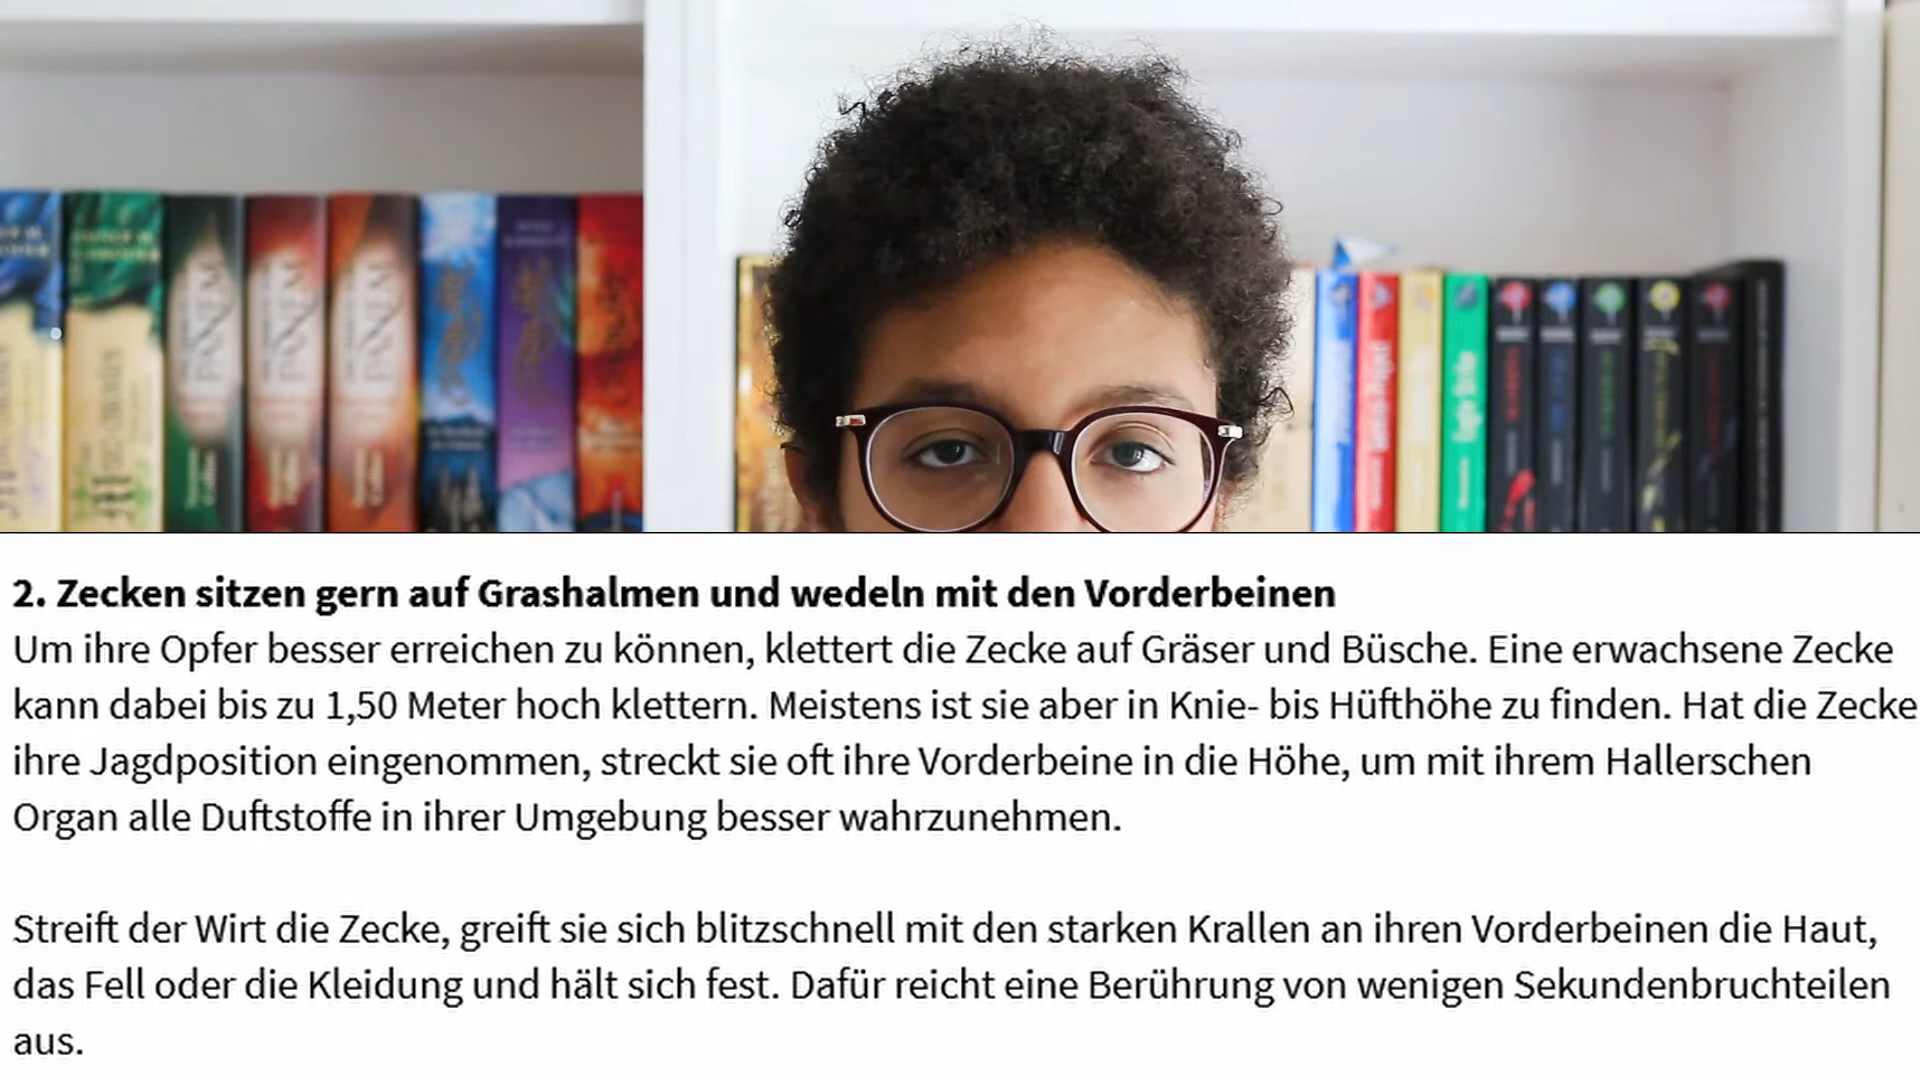 PANEM
PANEM
PANEM
2. Zecken sitzen gern auf Grashalmen und wedeln mit den Vorderbeinen
Um ihre Opfer besser erreichen zu können, klettert die Zecke auf Gräser und Büsche. Eine erwachsene Zecke
kann dabei bis zu 1,50 Meter hoch klettern. Meistens ist sie aber in Knie- bis Hüfthöhe zu finden. Hat die Zecke
ihre Jagdposition eingenommen, streckt sie oft ihre Vorderbeine in die Höhe, um mit ihrem Hallerschen
Organ alle Duftstoffe in ihrer Umgebung besser wahrzunehmen.
Streift der Wirt die Zecke, greift sie sich blitzschnell mit den starken Krallen an ihren Vorderbeinen die Haut,
das Fell oder die Kleidung und hält sich fest. Dafür reicht eine Berührung von wenigen Sekundenbruchteilen
aus.